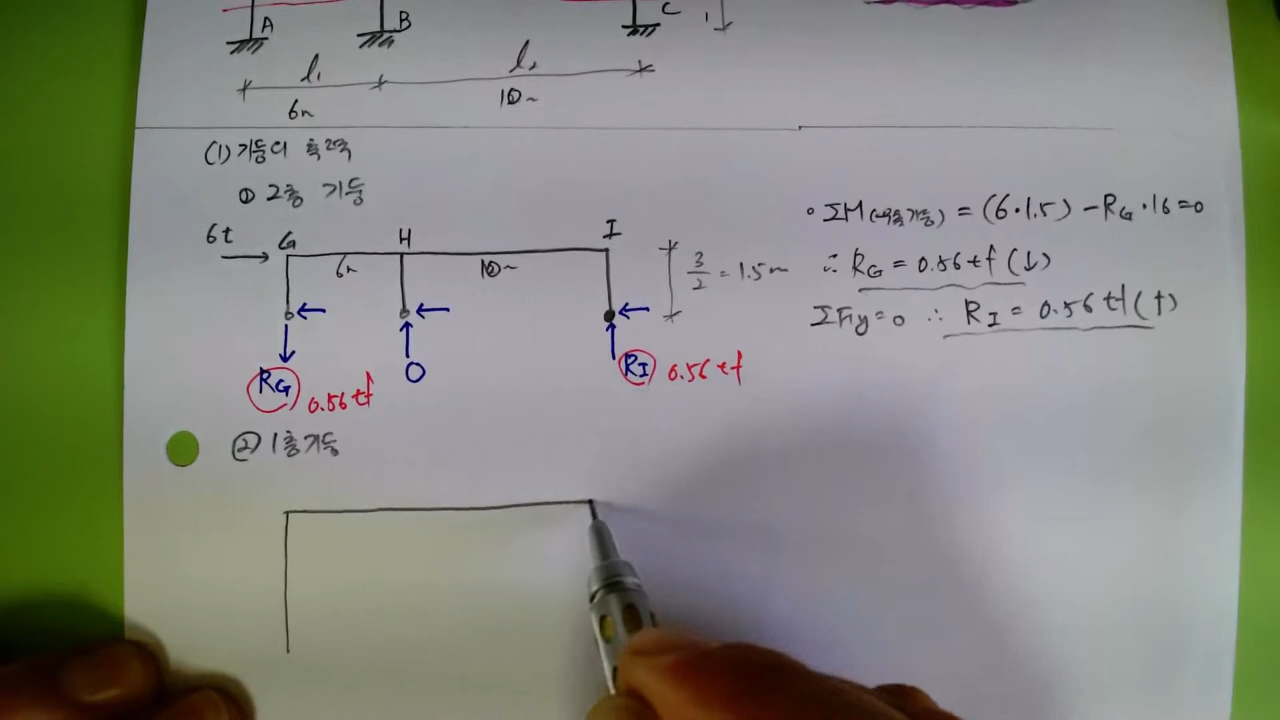 A B C 1
l₁ l₂
6m 10m
(1) 기둥의 축력
① 2층 기둥
6t G H I
6m 10m
3/2 = 1.5m
RG 0.56tf
0
RI 0.56tf
∘ ΣM = (6·1.5) - RG·16=0
∴ RG = 0.56tf (↓)
ΣFy=0 ∴ RI = 0.56tf(↑)
② 1층기둥